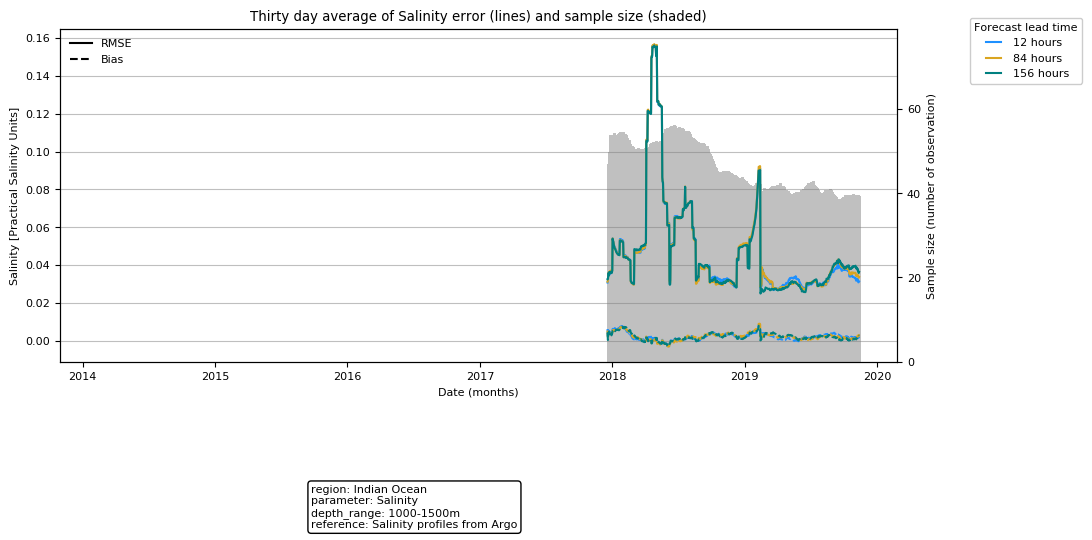 Thirty day average of Salinity error (lines) and sample size (shaded)
Forecast lead time
12 hours
84 hours
156 hours
RMSE
Bias
Salinity [Practical Salinity Units]
0.16
0.14
0.12
0.10
0.08
0.06
0.04
0.02
0.00
60
40
20
0
Sample size (number of observation)
2014
2015
2016
2017
2018
2019
2020
Date (months)
region: Indian Ocean
parameter: Salinity
depth_range: 1000-1500m
reference: Salinity profiles from Argo